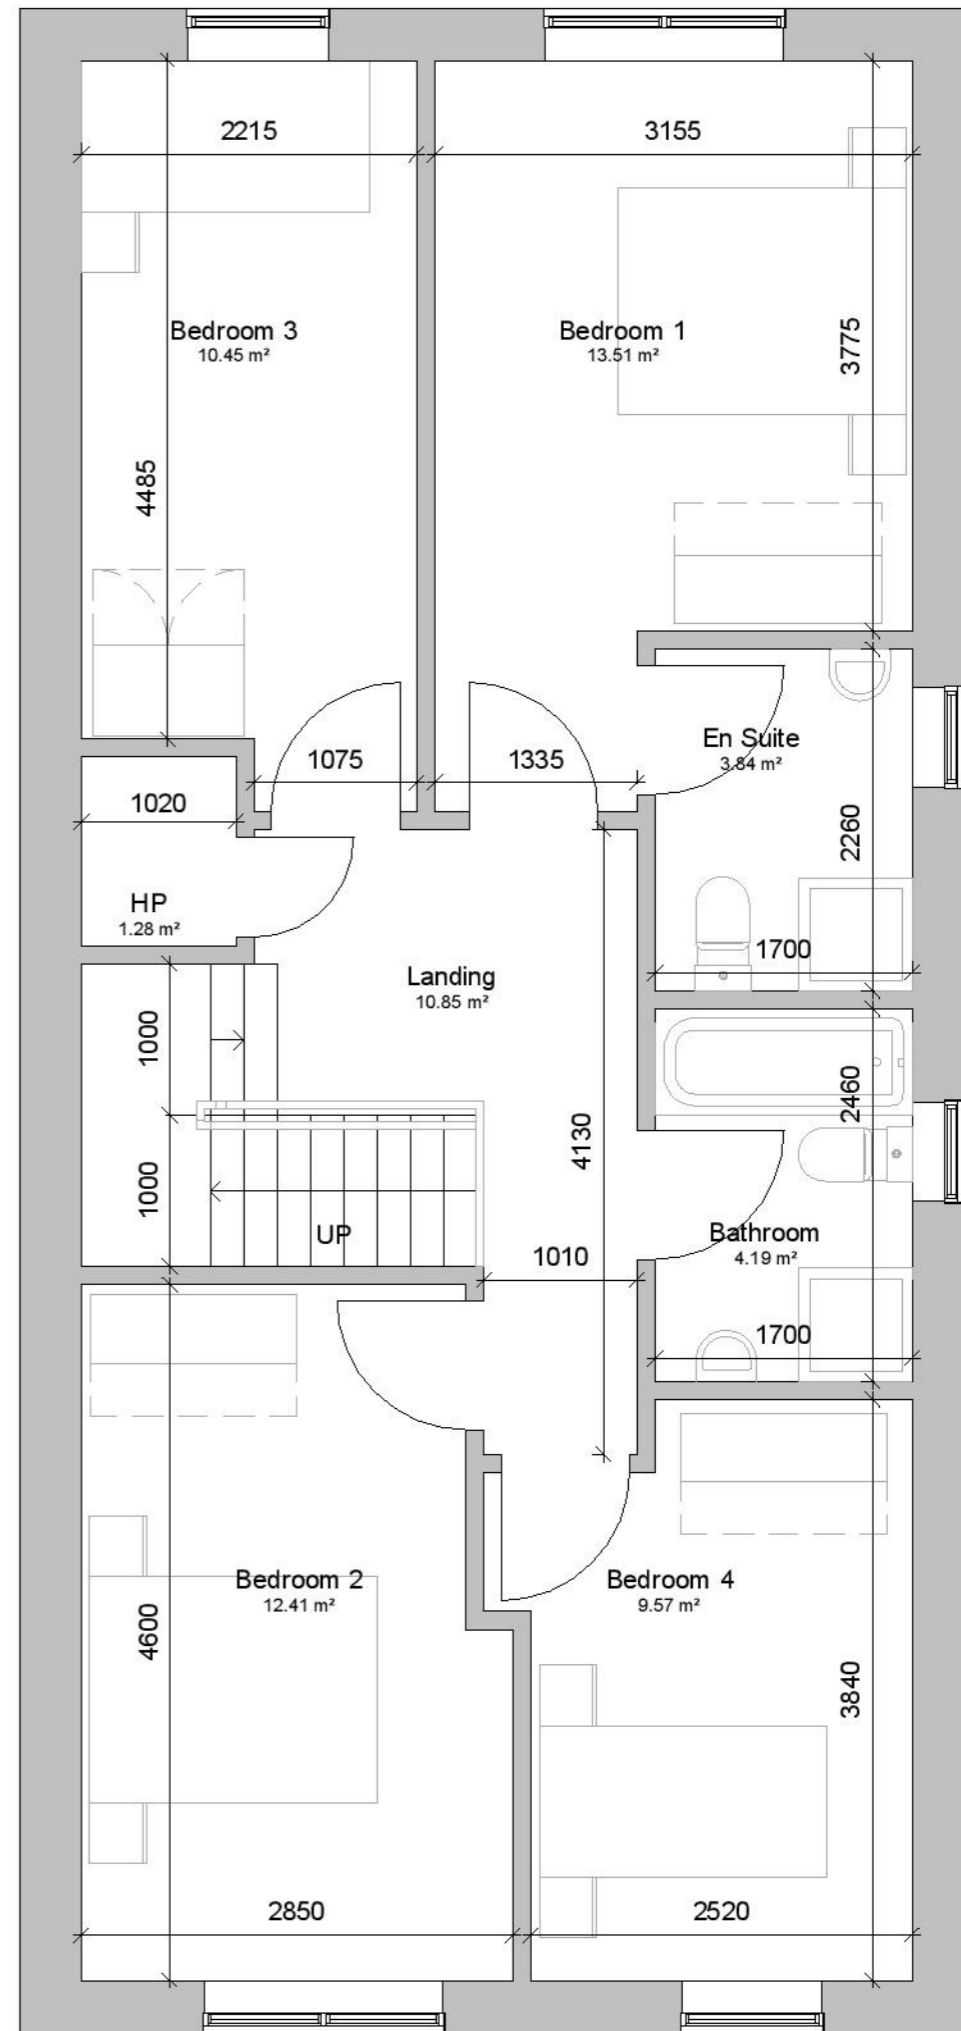 2215
3155
Bedroom 3
10.45 m²
Bedroom 1
13.51 m²
3775
4485
En Suite
3.84 m²
1075
1335
1020
2260
HP
1.28 m²
1700
Landing
10.85 m²
1000
2460
4130
1000
UP
Bathroom
4.19 m²
1010
1700
Bedroom 2
12.41 m²
Bedroom 4
9.57 m²
4600
3840
2850
2520